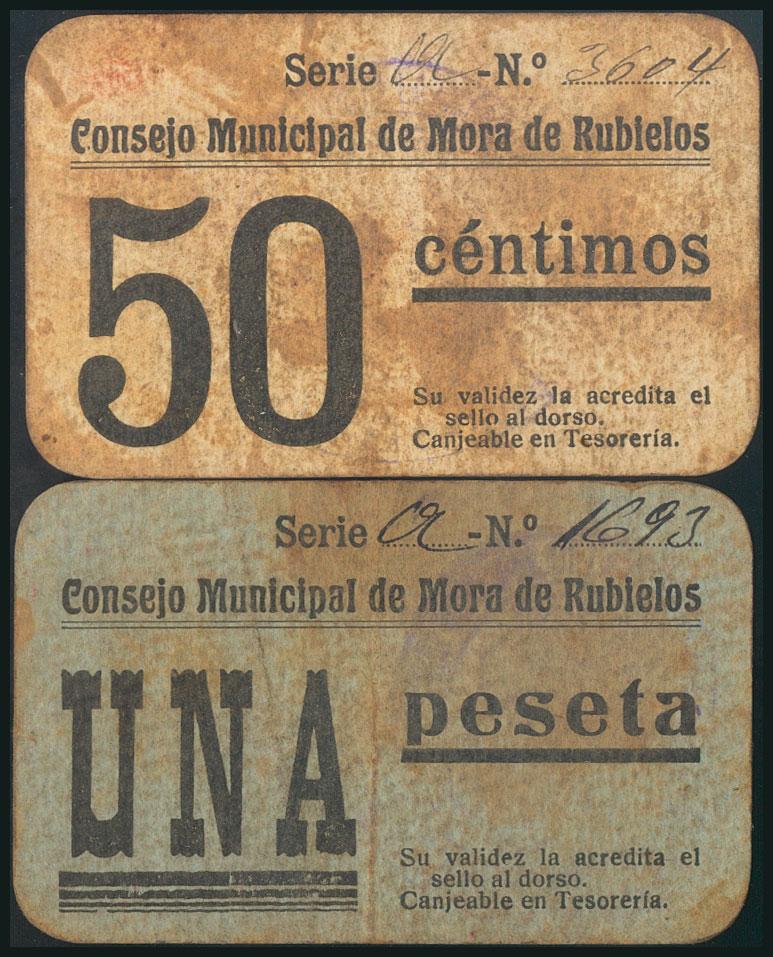 Serie A-N.º 3604
Consejo Municipal de Mora de Rubielos
50 céntimos
Su validez la acredita el
sello al dorso.
Canjeable en Tesorería.
Serie A-N.º 1693
Consejo Municipal de Mora de Rubielos
UNA peseta
Su validez la acredita el
sello al dorso.
Canjeable en Tesorería.